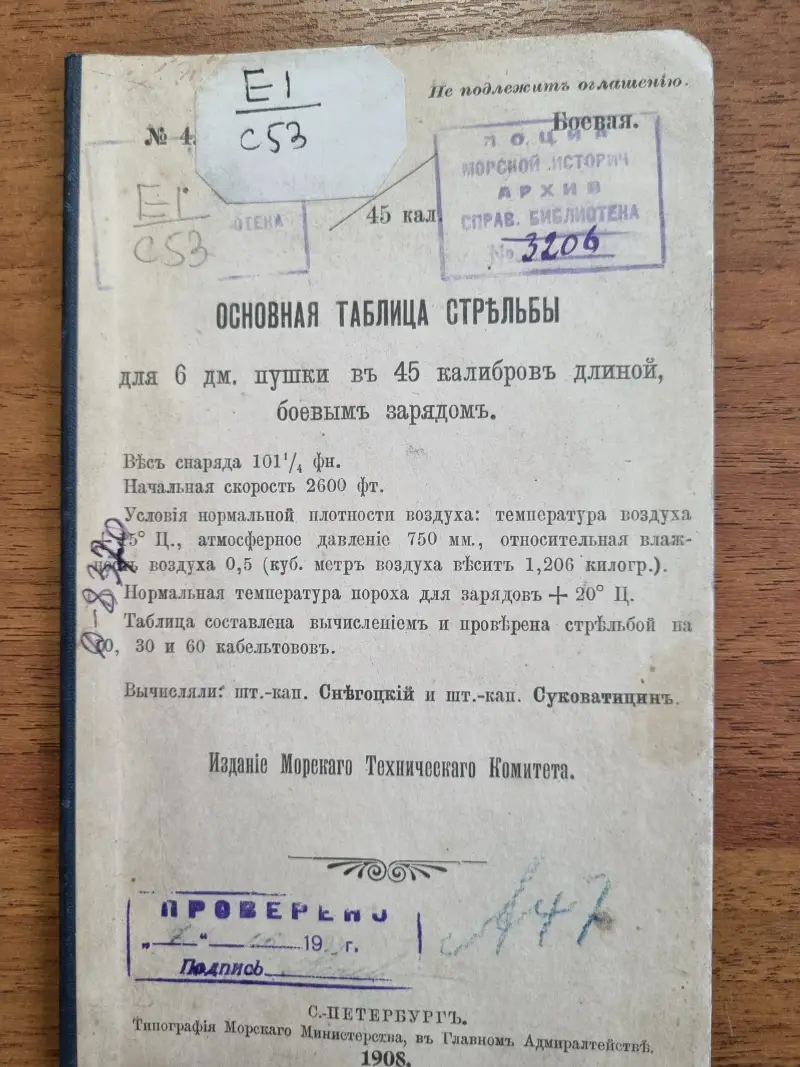 Е1
с53
Не подлежитъ оглашенію.
№ 4
Боевая.
МОРСКОЙ ИСТОРИЧ
АРХИВ
СПРАВ. БИБЛИОТЕКА
№ 3206
Е1
с53
ОТЕКА
45 кал.
ОСНОВНАЯ ТАБЛИЦА СТРѢЛЬБЫ
для 6 дм. пушки въ 45 калибровъ длиной,
боевымъ зарядомъ.
Вѣсъ снаряда 101¹/₄ фн.
Начальная скорость 2600 фт.
Условія нормальной плотности воздуха: температура воздуха
5° Ц., атмосферное давленіе 750 мм., относительная влаж-
воздуха 0,5 (куб. метръ воздуха вѣситъ 1,206 килогр.).
Нормальная температура пороха для зарядовъ + 20° Ц.
Таблица составлена вычисленіемъ и провѣрена стрѣльбой на
0, 30 и 60 кабельтововъ.
Вычисляли: шт.-кап. Снѣгоцкій и шт.-кап. Суковатицинъ.
Изданіе Морскаго Техническаго Комитета.
ПРОВЕРЕНО
19 г.
Подпись
С.-ПЕТЕРБУРГЪ.
Типографія Морскаго Министерства, въ Главномъ Адмиралтействѣ.
1908.